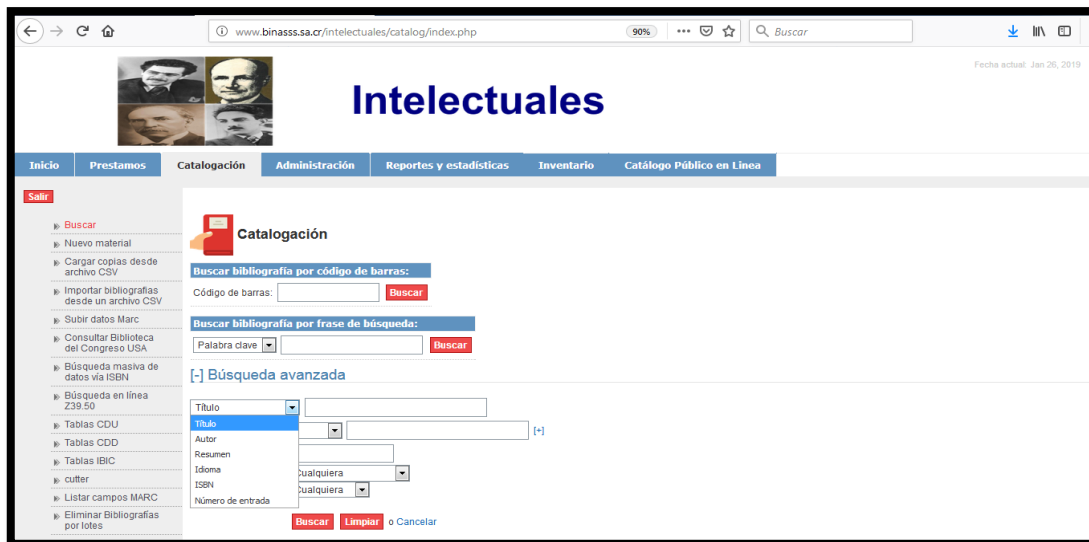 www.binasss.sa.cr/intelectuales/catalog/index.php
90%
Buscar
Fecha actual: Jan 26, 2019
Intelectuales
Inicio
Prestamos
Catalogación
Administración
Reportes y estadísticas
Inventario
Catálogo Público en Linea
Salir
Buscar
Nuevo material
Cargar copias desde
archivo CSV
Importar bibliografias
desde un archivo CSV
Subir datos Marc
Consultar Biblioteca
del Congreso USA
Búsqueda masiva de
datos vía ISBN
Búsqueda en línea
Z39.50
Tablas CDU
Tablas CDD
Tablas IBIC
cutter
Listar campos MARC
Eliminar Bibliografías
por lotes
Catalogación
Buscar bibliografía por código de barras:
Código de barras:
Buscar
Buscar bibliografía por frase de búsqueda:
Palabra clave
Buscar
[-] Búsqueda avanzada
Título
Título
Autor
Resumen
Idioma
ISBN
Número de entrada
[+]
Cualquiera
Cualquiera
Buscar Limpiar o Cancelar